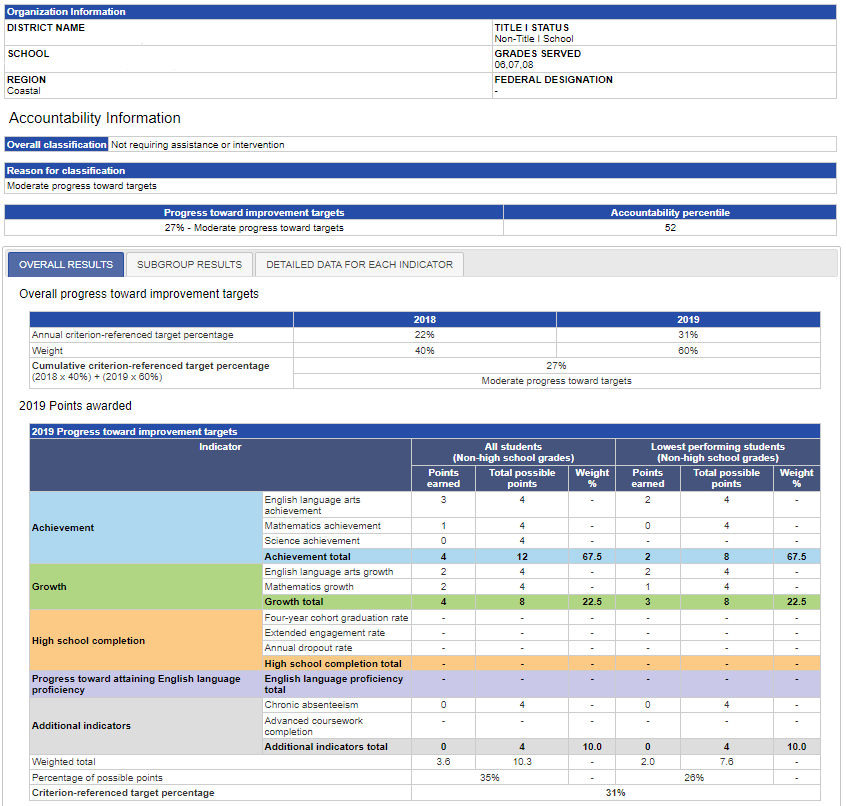 Organization Information
DISTRICT NAME
TITLE I STATUS
Non-Title I School
SCHOOL
GRADES SERVED
06,07,08
REGION
Coastal
FEDERAL DESIGNATION
-
Accountability Information
Overall classification Not requiring assistance or intervention
Reason for classification
Moderate progress toward targets
Progress toward improvement targets Accountability percentile
27% - Moderate progress toward targets 52
OVERALL RESULTS SUBGROUP RESULTS DETAILED DATA FOR EACH INDICATOR
Overall progress toward improvement targets
2018 2019
Annual criterion-referenced target percentage 22% 31%
Weight 40% 60%
Cumulative criterion-referenced target percentage
(2018 x 40%) + (2019 x 60%)
27%
Moderate progress toward targets
2019 Points awarded
2019 Progress toward improvement targets
Indicator
All students
(Non-high school grades)
Lowest performing students
(Non-high school grades)
Points earned Total possible points Weight % Points earned Total possible points Weight %
Achievement
English language arts achievement 3 4 - 2 4 -
Mathematics achievement 1 4 - 0 4 -
Science achievement 0 4 - - - -
Achievement total 4 12 67.5 2 8 67.5
Growth
English language arts growth 2 4 - 2 4 -
Mathematics growth 2 4 - 1 4 -
Growth total 4 8 22.5 3 8 22.5
High school completion
Four-year cohort graduation rate - - - - - -
Extended engagement rate - - - - - -
Annual dropout rate - - - - - -
High school completion total - - - - - -
Progress toward attaining English language proficiency
English language proficiency total - - - - - -
Additional indicators
Chronic absenteeism 0 4 - 0 4 -
Advanced coursework completion - - - - - -
Additional indicators total 0 4 10.0 0 4 10.0
Weighted total 3.6 10.3 - 2.0 7.6 -
Percentage of possible points 35% - 26% -
Criterion-referenced target percentage 31%